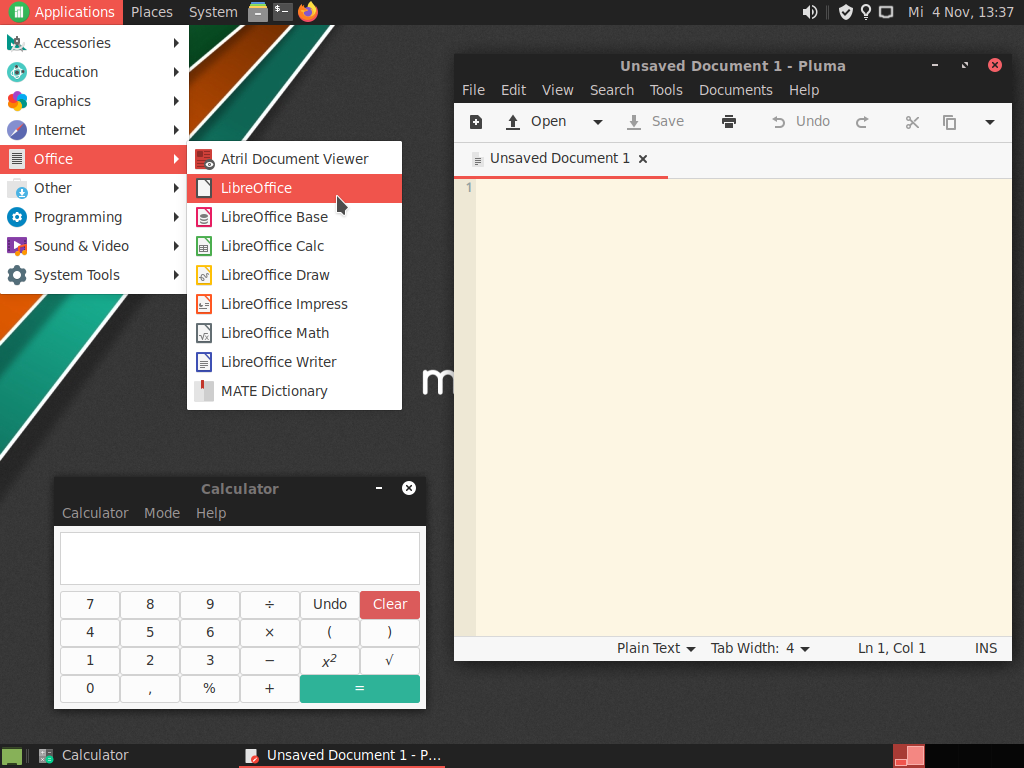 Applications Places System Mi 4 Nov, 13:37
Accessories
Education
Graphics
Internet
Office
Other
Programming
Sound & Video
System Tools
Atril Document Viewer
LibreOffice
LibreOffice Base
LibreOffice Calc
LibreOffice Draw
LibreOffice Impress
LibreOffice Math
LibreOffice Writer
MATE Dictionary
Unsaved Document 1 - Pluma
File Edit View Search Tools Documents Help
Open Save Undo
Unsaved Document 1
1
Plain Text Tab Width: 4 Ln 1, Col 1 INS
m
Calculator
Calculator Mode Help
7 8 9 ÷ Undo Clear
4 5 6 × ( )
1 2 3 − x² √
0 , % + =
Calculator Unsaved Document 1 - P...